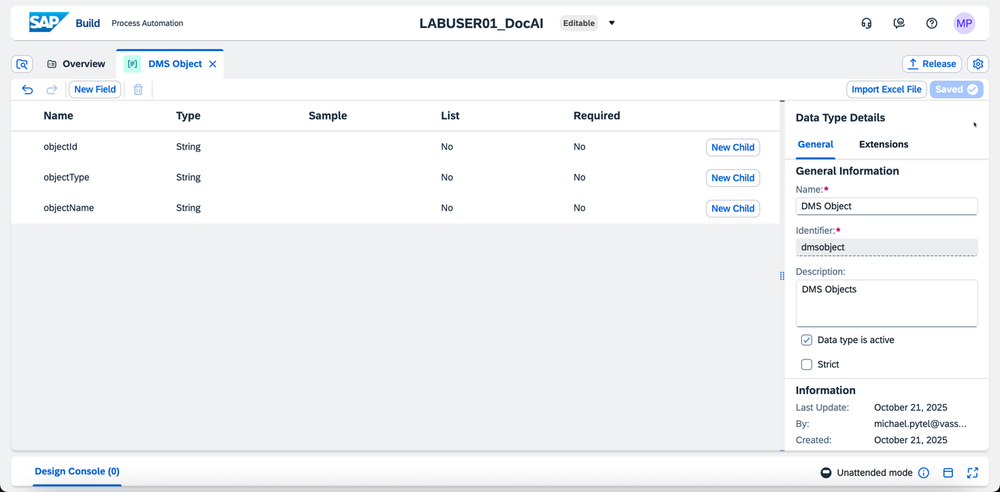 SAP Build Process Automation LABUSER01_DocAI Editable MP
Overview DMS Object Release
New Field Import Excel File Saved
Name Type Sample List Required
objectId String No No New Child
objectType String No No New Child
objectName String No No New Child
Data Type Details
General Extensions
General Information
Name:*
DMS Object
Identifier:*
dmsobject
Description:
DMS Objects
Data type is active
Strict
Information
Last Update: October 21, 2025
By: michael.pytel@vass...
Created: October 21, 2025
Design Console (0) Unattended mode